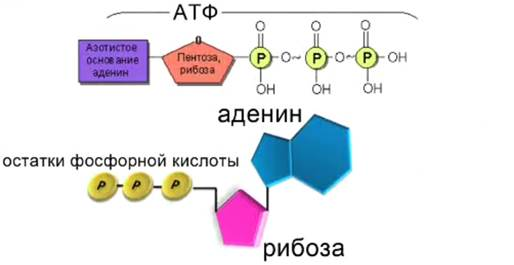 АТФ
Азотистое
основание
аденин
Пентоза,
рибоза
O
O O O
P O~ P O~ P OH
OH OH OH
аденин
остатки фосфорной кислоты
P P P
рибоза